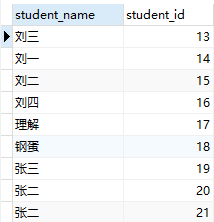 student_name student_id
刘三 13
刘一 14
刘二 15
刘四 16
理解 17
钢蛋 18
张三 19
张二 20
张二 21